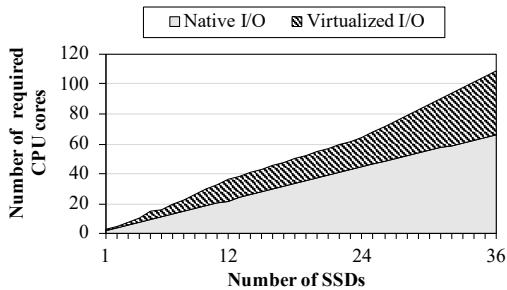 Native I/O Virtualized I/O
Number of required
CPU cores
120
100
80
60
40
20
0
1 12 24 36
Number of SSDs